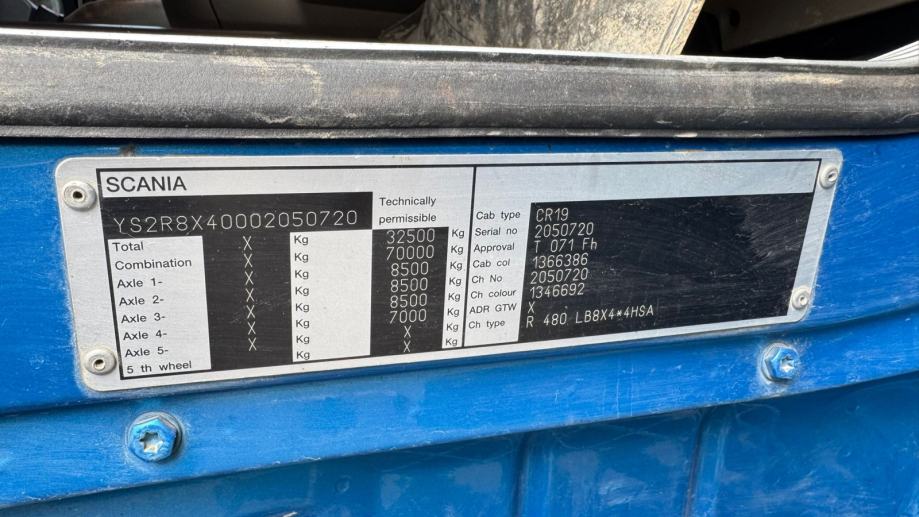 SCANIA
YS2R8X40002050720
Technically
permissible
Total X Kg 32500 Kg
Combination X Kg 70000 Kg
Axle 1- X Kg 8500 Kg
Axle 2- X Kg 8500 Kg
Axle 3- X Kg 8500 Kg
Axle 4- X Kg 7000 Kg
Axle 5- X Kg X Kg
5 th wheel X Kg X Kg
Cab type CR19
Serial no 2050720
Approval T 071 Fh
Cab col 1366386
Ch No 2050720
Ch colour 1346692
ADR GTW X
Ch type R 480 LB8X4*4HSA